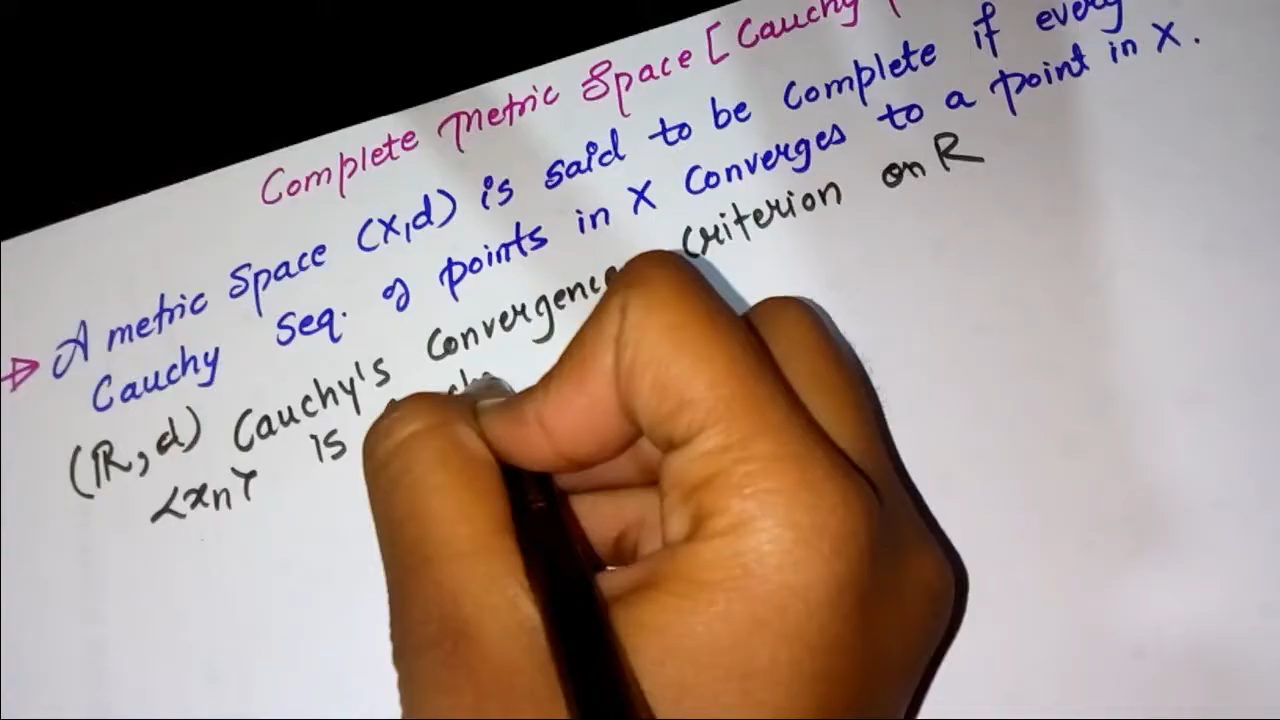 Complete Metric Space [Cauchy
A metric Space (X,d) is said to be complete if every
Cauchy Seq. of points in X Converges to a point in X.
(R, d) Cauchy's Convergence Criterion on R
<xn> is